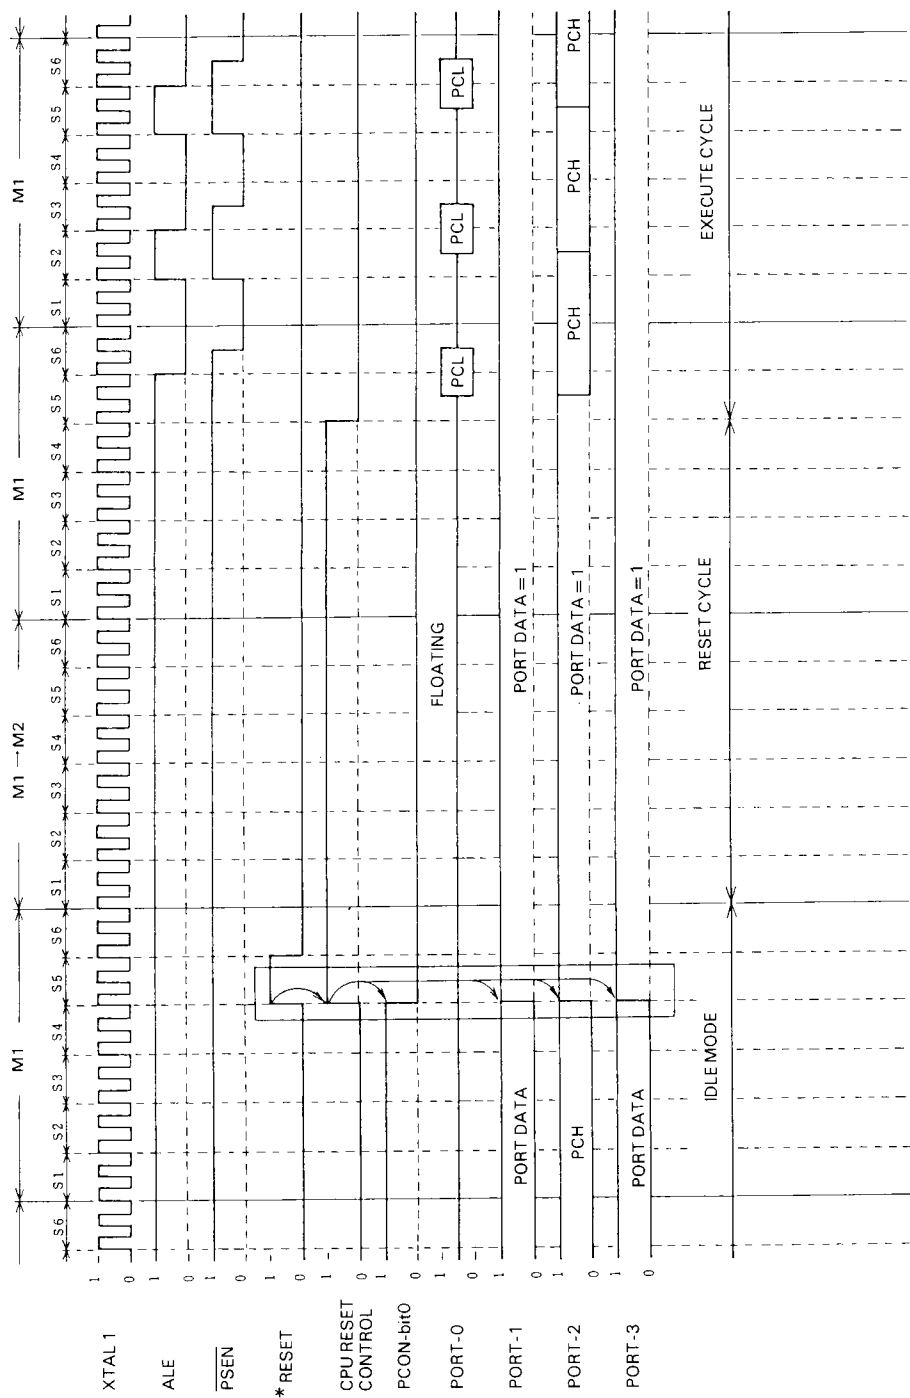 M1 M1→M2 M1 M1
S6 S1 S2 S3 S4 S5 S6 S1 S2 S3 S4 S5 S6 S1 S2 S3 S4 S5 S6 S1 S2 S3 S4 S5 S6
XTAL 1 1 0
ALE 1 0
PSEN 1 0
*RESET 1 0
CPU RESET
CONTROL 1 0
PCON-bit0 1 0
PORT-0 1 0 FLOATING PCL PCL PCL
PORT-1 1 0 PORT DATA PORT DATA = 1
PORT-2 1 0 PCH PORT DATA = 1 PCH PCH PCH
PORT-3 1 0 PORT DATA PORT DATA = 1
IDLE MODE RESET CYCLE EXECUTE CYCLE